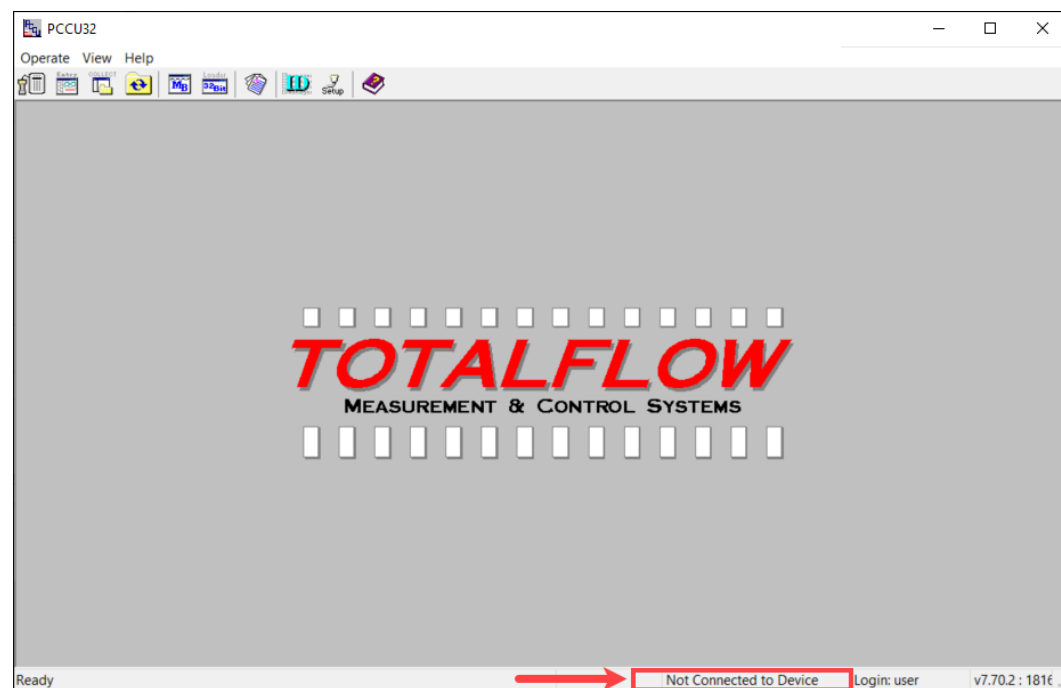 PCCU32
Operate View Help
Entry COLLECT MB Loader 32Bit ID Setup
TOTALFLOW
MEASUREMENT & CONTROL SYSTEMS
Ready Not Connected to Device Login: user v7.70.2 : 1816